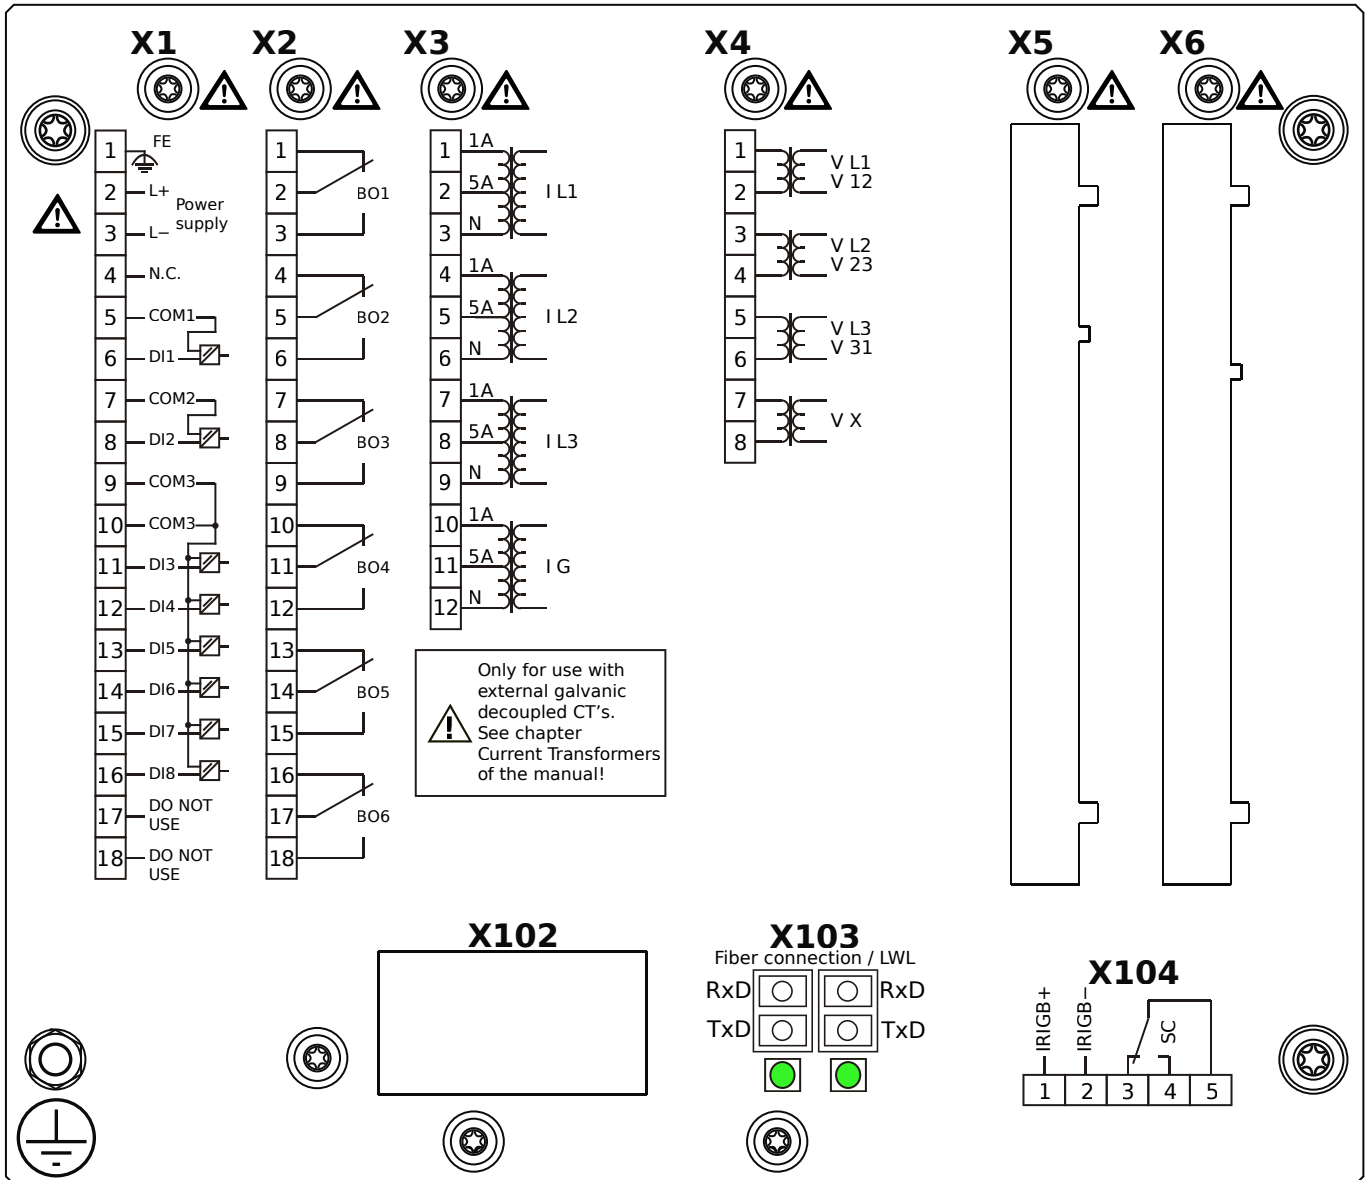 X1
X2
X3
X4
X5
X6
1
FE
2
L+
Power
supply
3
L−
4
N.C.
5
COM1
6
DI1
7
COM2
8
DI2
9
COM3
10
COM3
11
DI3
12
DI4
13
DI5
14
DI6
15
DI7
16
DI8
17
DO NOT
USE
18
DO NOT
USE
1
2
BO1
3
4
5
BO2
6
7
8
BO3
9
10
11
BO4
12
13
14
BO5
15
16
17
BO6
18
1
1A
2
5A
I L1
3
N
4
1A
5
5A
I L2
6
N
7
1A
8
5A
I L3
9
N
10
1A
11
5A
I G
12
N
Only for use with
external galvanic
decoupled CT's.
See chapter
Current Transformers
of the manual!
1
V L1
2
V 12
3
V L2
4
V 23
5
V L3
6
V 31
7
V X
8
X102
X103
Fiber connection / LWL
RxD
RxD
TxD
TxD
X104
IRIGB+
IRIGB−
SC
1 2 3 4 5